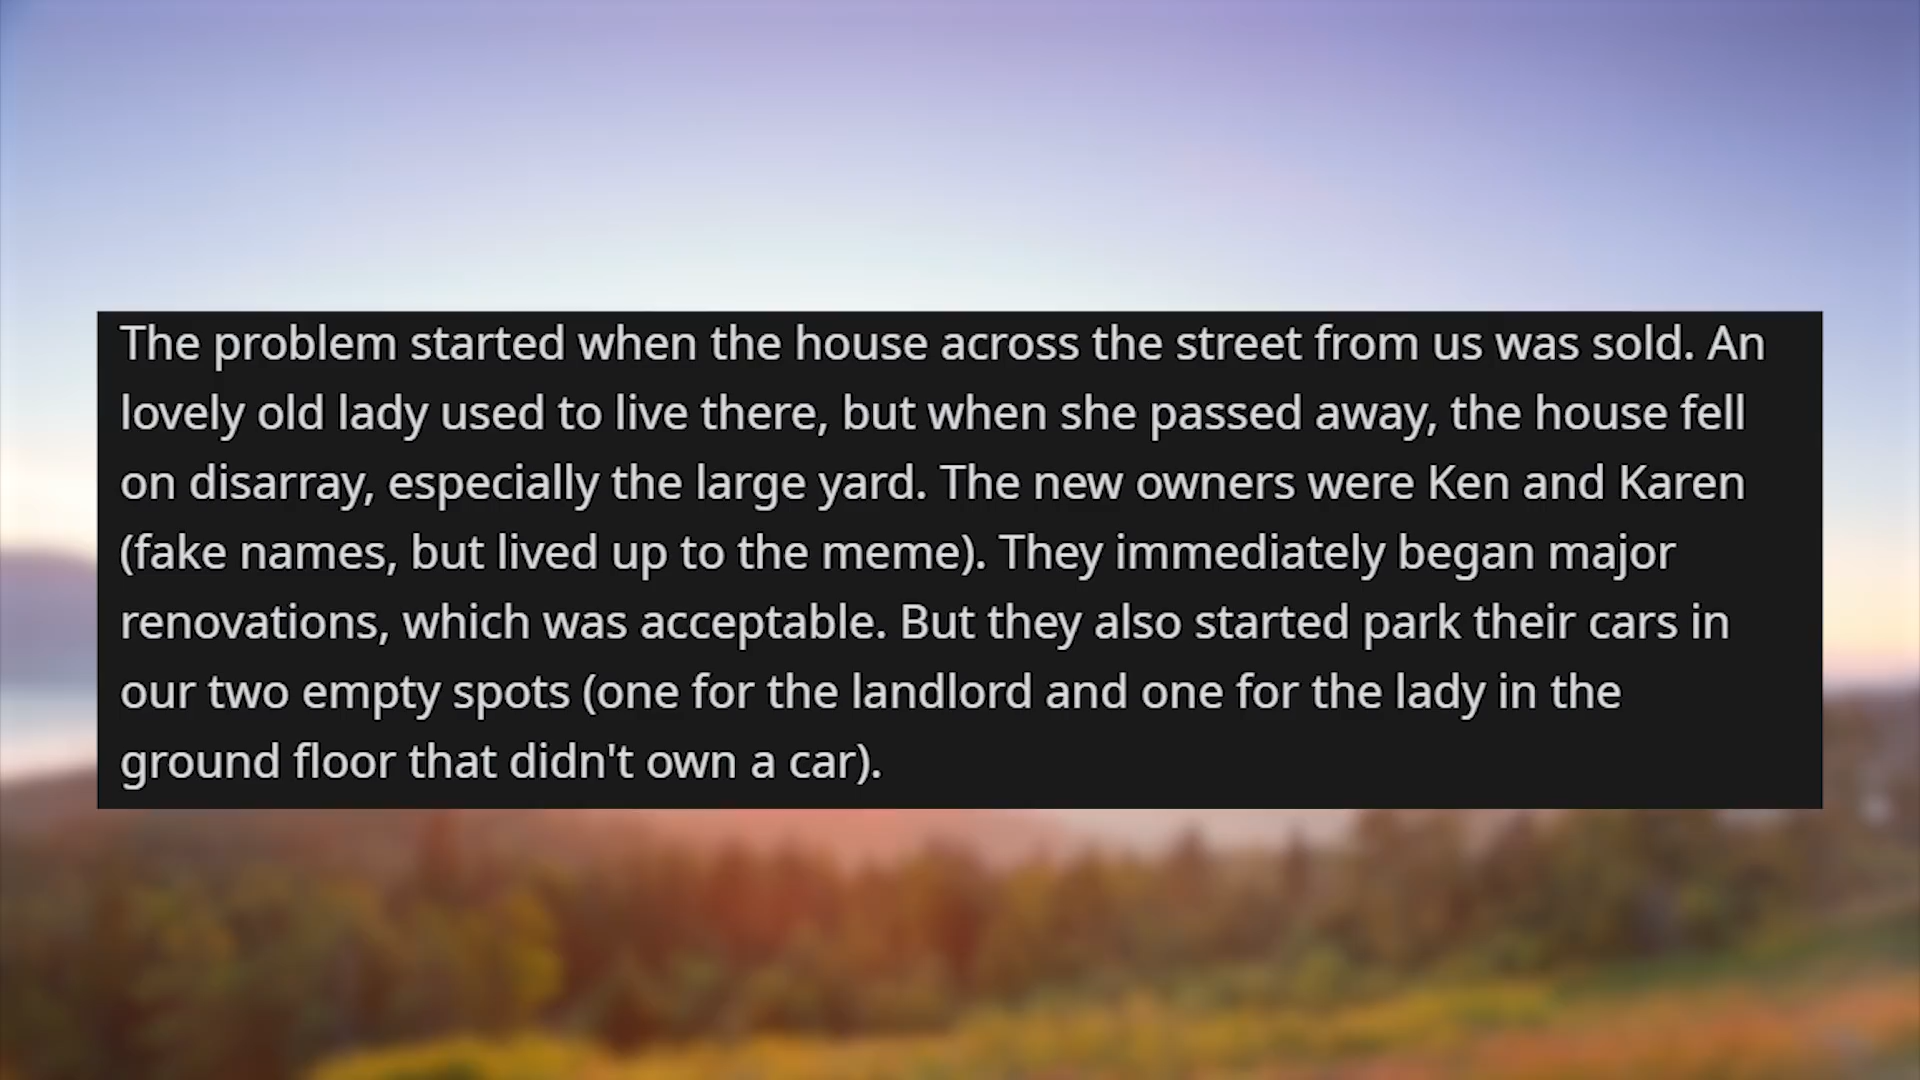 The problem started when the house across the street from us was sold. An
lovely old lady used to live there, but when she passed away, the house fell
on disarray, especially the large yard. The new owners were Ken and Karen
(fake names, but lived up to the meme). They immediately began major
renovations, which was acceptable. But they also started park their cars in
our two empty spots (one for the landlord and one for the lady in the
ground floor that didn't own a car).